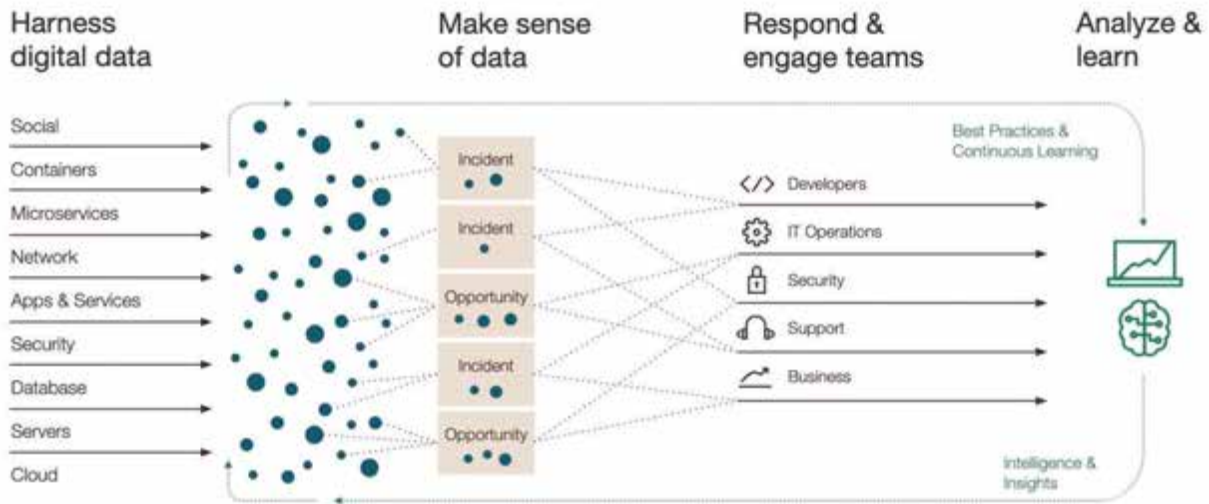 Harness
digital data
Make sense
of data
Respond &
engage teams
Analyze &
learn
Social
Containers
Microservices
Network
Apps & Services
Security
Database
Servers
Cloud
Incident
Incident
Opportunity
Incident
Opportunity
Developers
IT Operations
Security
Support
Business
Best Practices &
Continuous Learning
Intelligence &
Insights